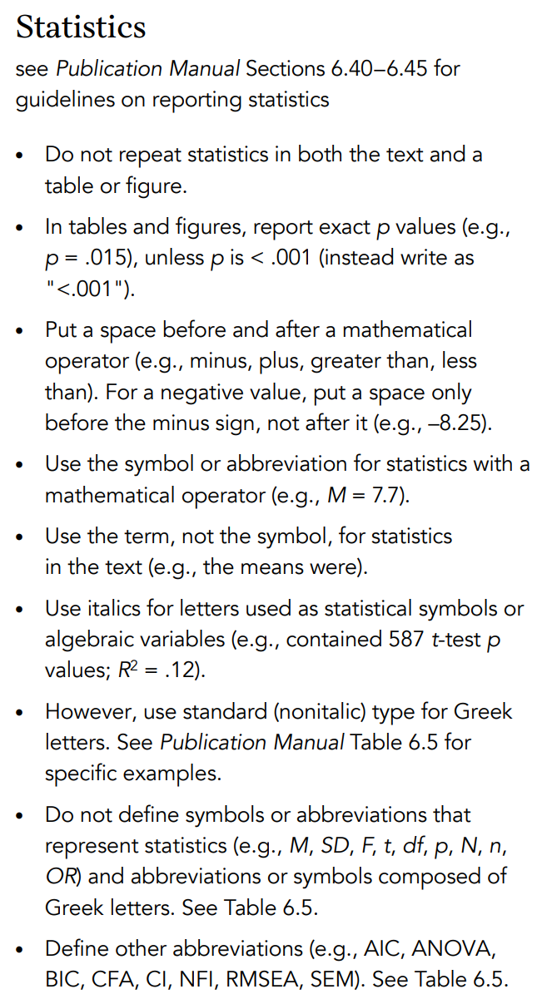 Statistics
see Publication Manual Sections 6.40–6.45 for
guidelines on reporting statistics
• Do not repeat statistics in both the text and a
table or figure.
• In tables and figures, report exact p values (e.g.,
p = .015), unless p is < .001 (instead write as
"<.001").
• Put a space before and after a mathematical
operator (e.g., minus, plus, greater than, less
than). For a negative value, put a space only
before the minus sign, not after it (e.g., –8.25).
• Use the symbol or abbreviation for statistics with a
mathematical operator (e.g., M = 7.7).
• Use the term, not the symbol, for statistics
in the text (e.g., the means were).
• Use italics for letters used as statistical symbols or
algebraic variables (e.g., contained 587 t-test p
values; R² = .12).
• However, use standard (nonitalic) type for Greek
letters. See Publication Manual Table 6.5 for
specific examples.
• Do not define symbols or abbreviations that
represent statistics (e.g., M, SD, F, t, df, p, N, n,
OR) and abbreviations or symbols composed of
Greek letters. See Table 6.5.
• Define other abbreviations (e.g., AIC, ANOVA,
BIC, CFA, CI, NFI, RMSEA, SEM). See Table 6.5.